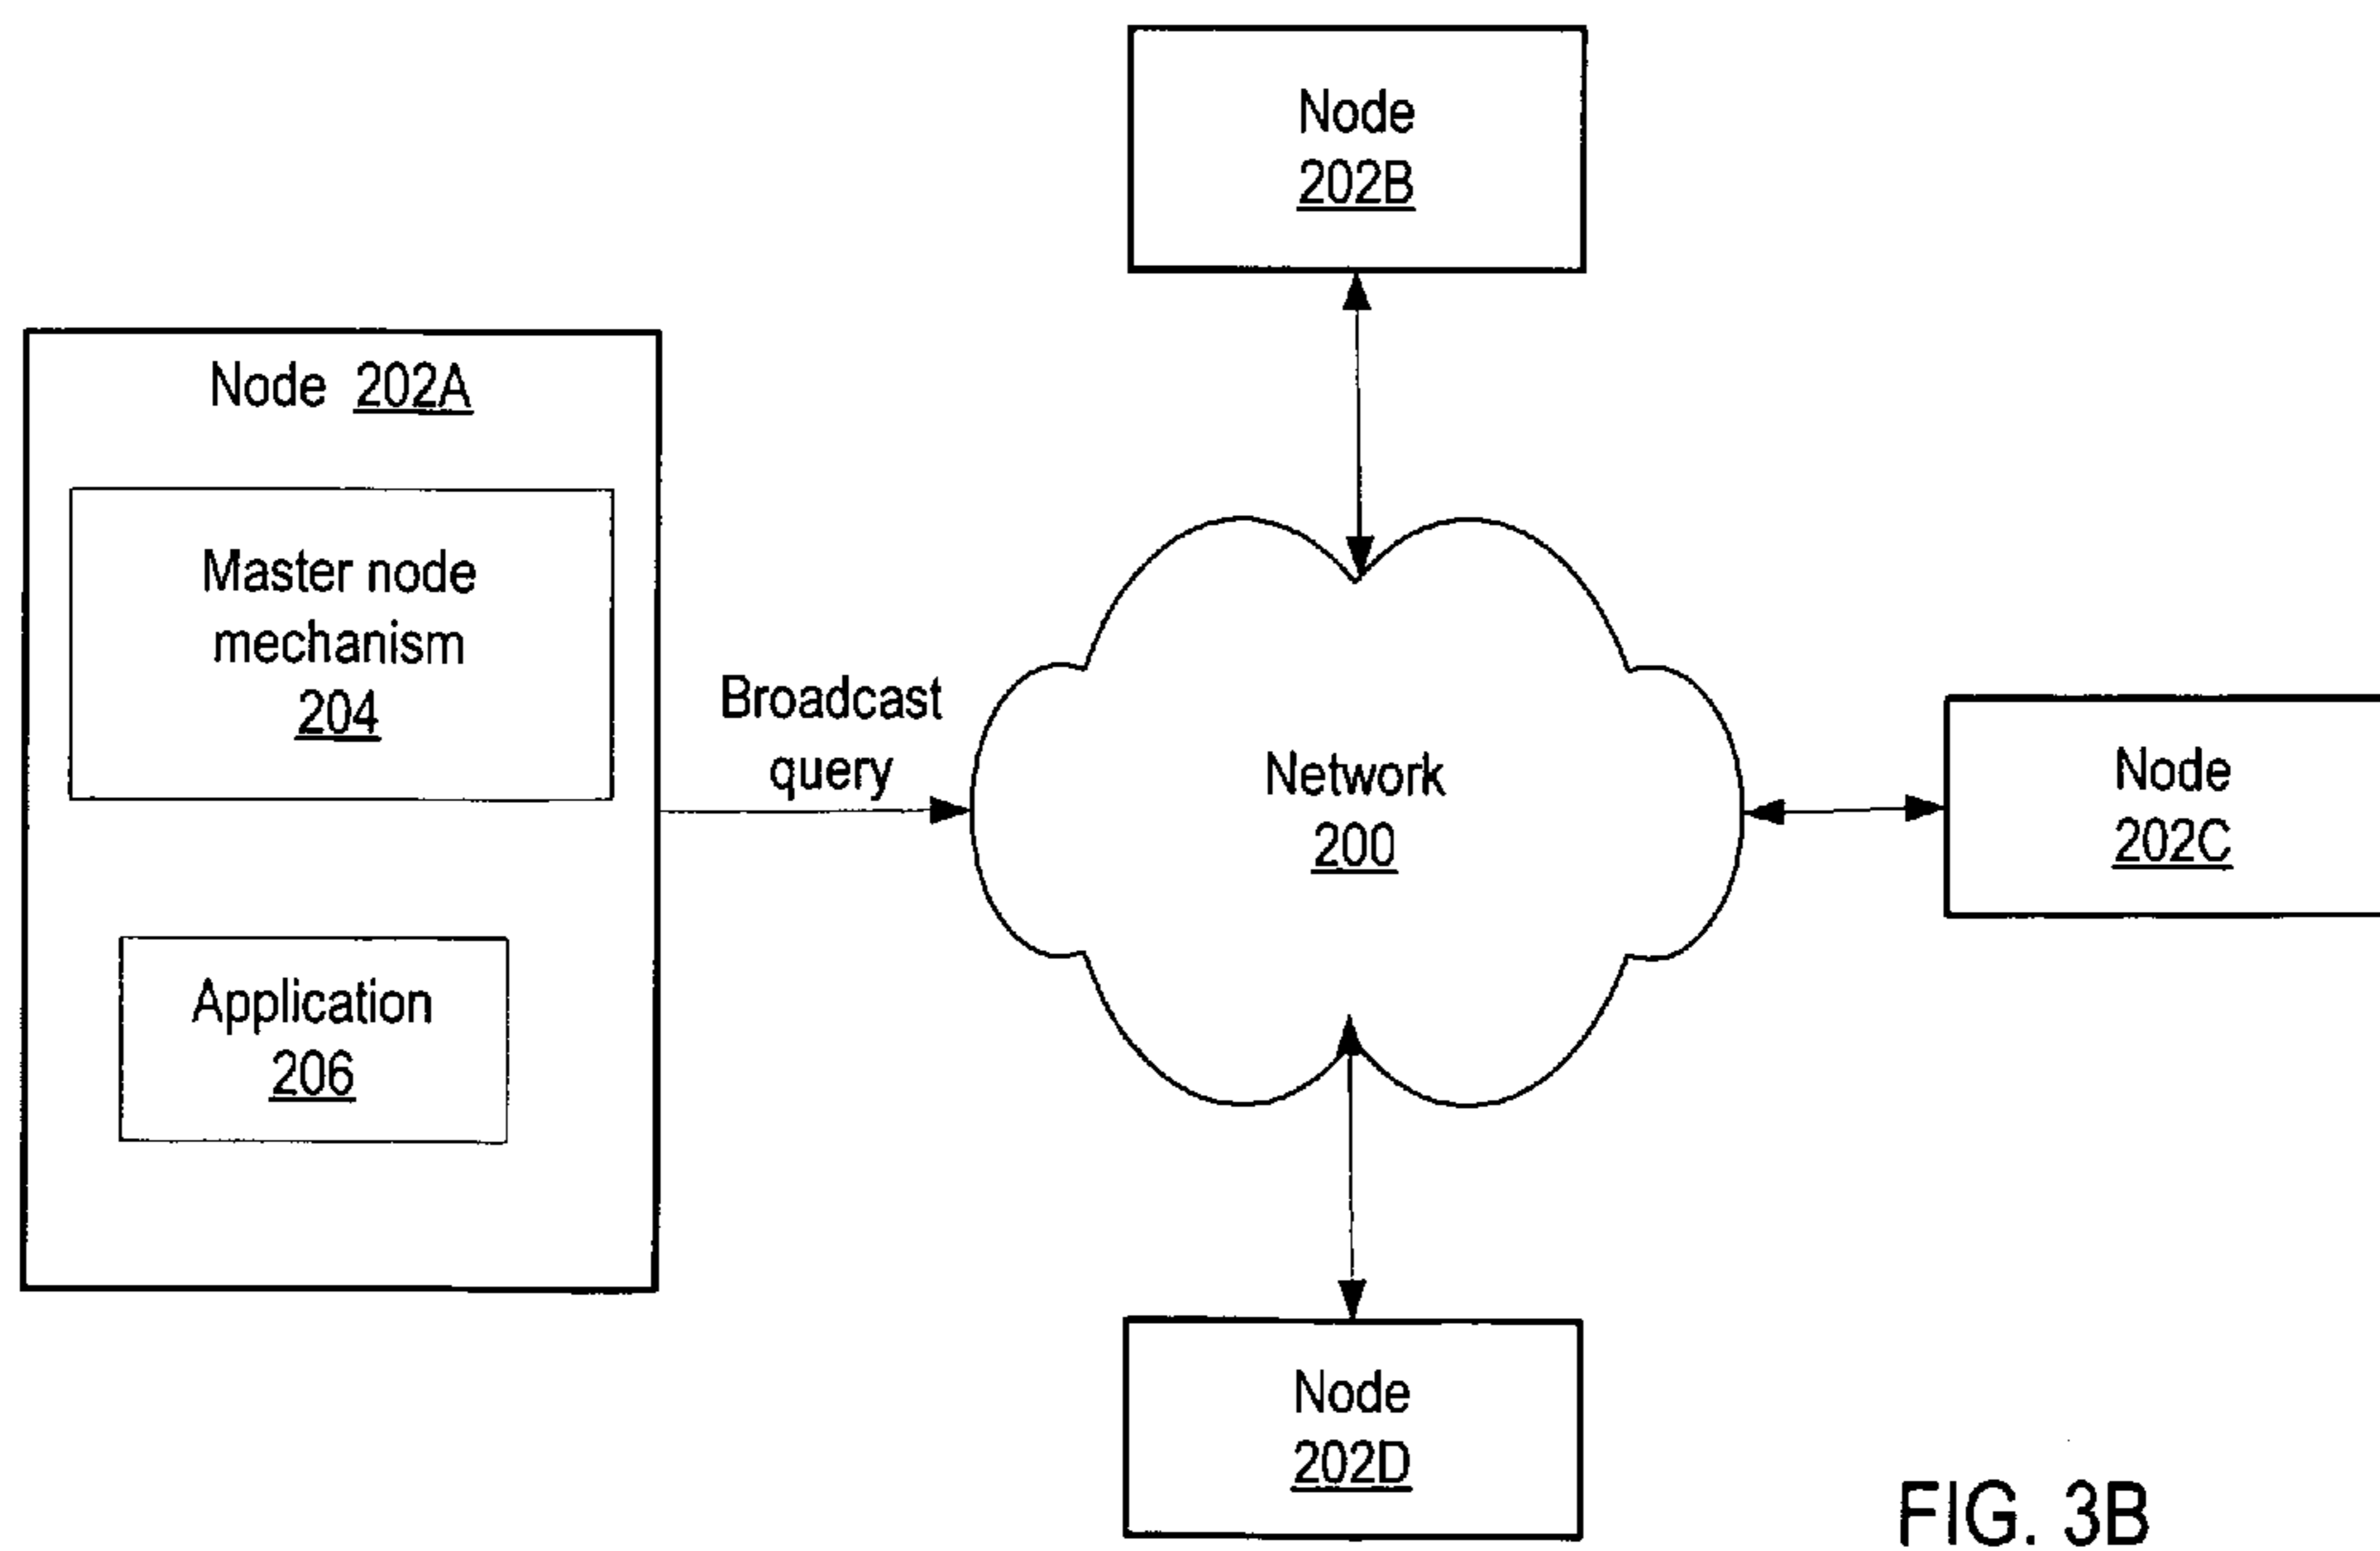 Node
202B
Node 202A
Master node
mechanism
204
Broadcast
query
Network
200
Node
202C
Application
206
Node
202D
FIG. 3B